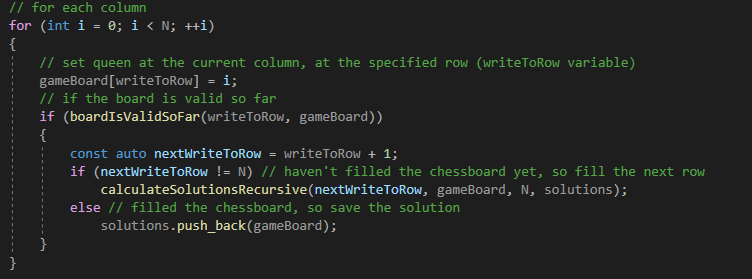 // for each column
for (int i = 0; i < N; ++i)
{
    // set queen at the current column, at the specified row (writeToRow variable)
    gameBoard[writeToRow] = i;
    // if the board is valid so far
    if (boardIsValidSoFar(writeToRow, gameBoard))
    {
        const auto nextWriteToRow = writeToRow + 1;
        if (nextWriteToRow != N) // haven't filled the chessboard yet, so fill the next row
            calculateSolutionsRecursive(nextWriteToRow, gameBoard, N, solutions);
        else // filled the chessboard, so save the solution
            solutions.push_back(gameBoard);
    }
}